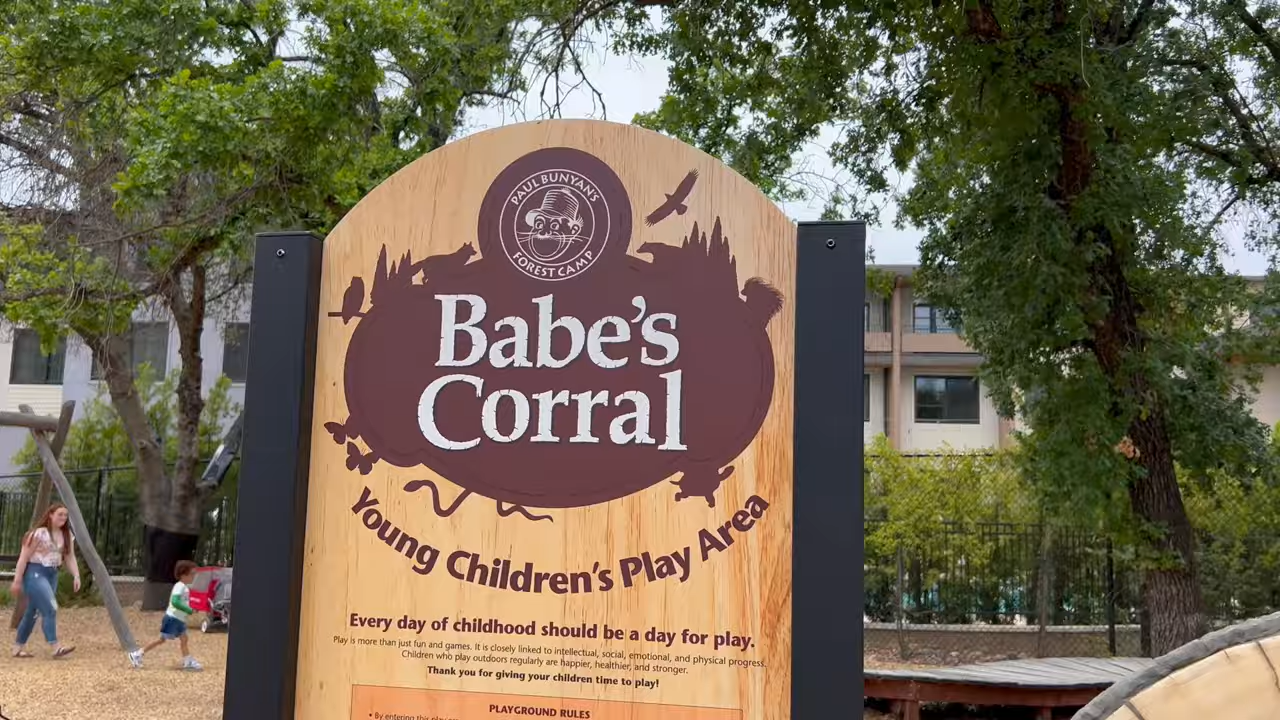 PAUL BUNYAN'S
FOREST CAMP
Babe's
Corral
Young Children's Play Area
Every day of childhood should be a day for play.
Play is more than just fun and games. It is closely linked to intellectual, social, emotional, and physical progress.
Children who play outdoors regularly are happier, healthier, and stronger.
Thank you for giving your children time to play!
PLAYGROUND RULES
• By entering this